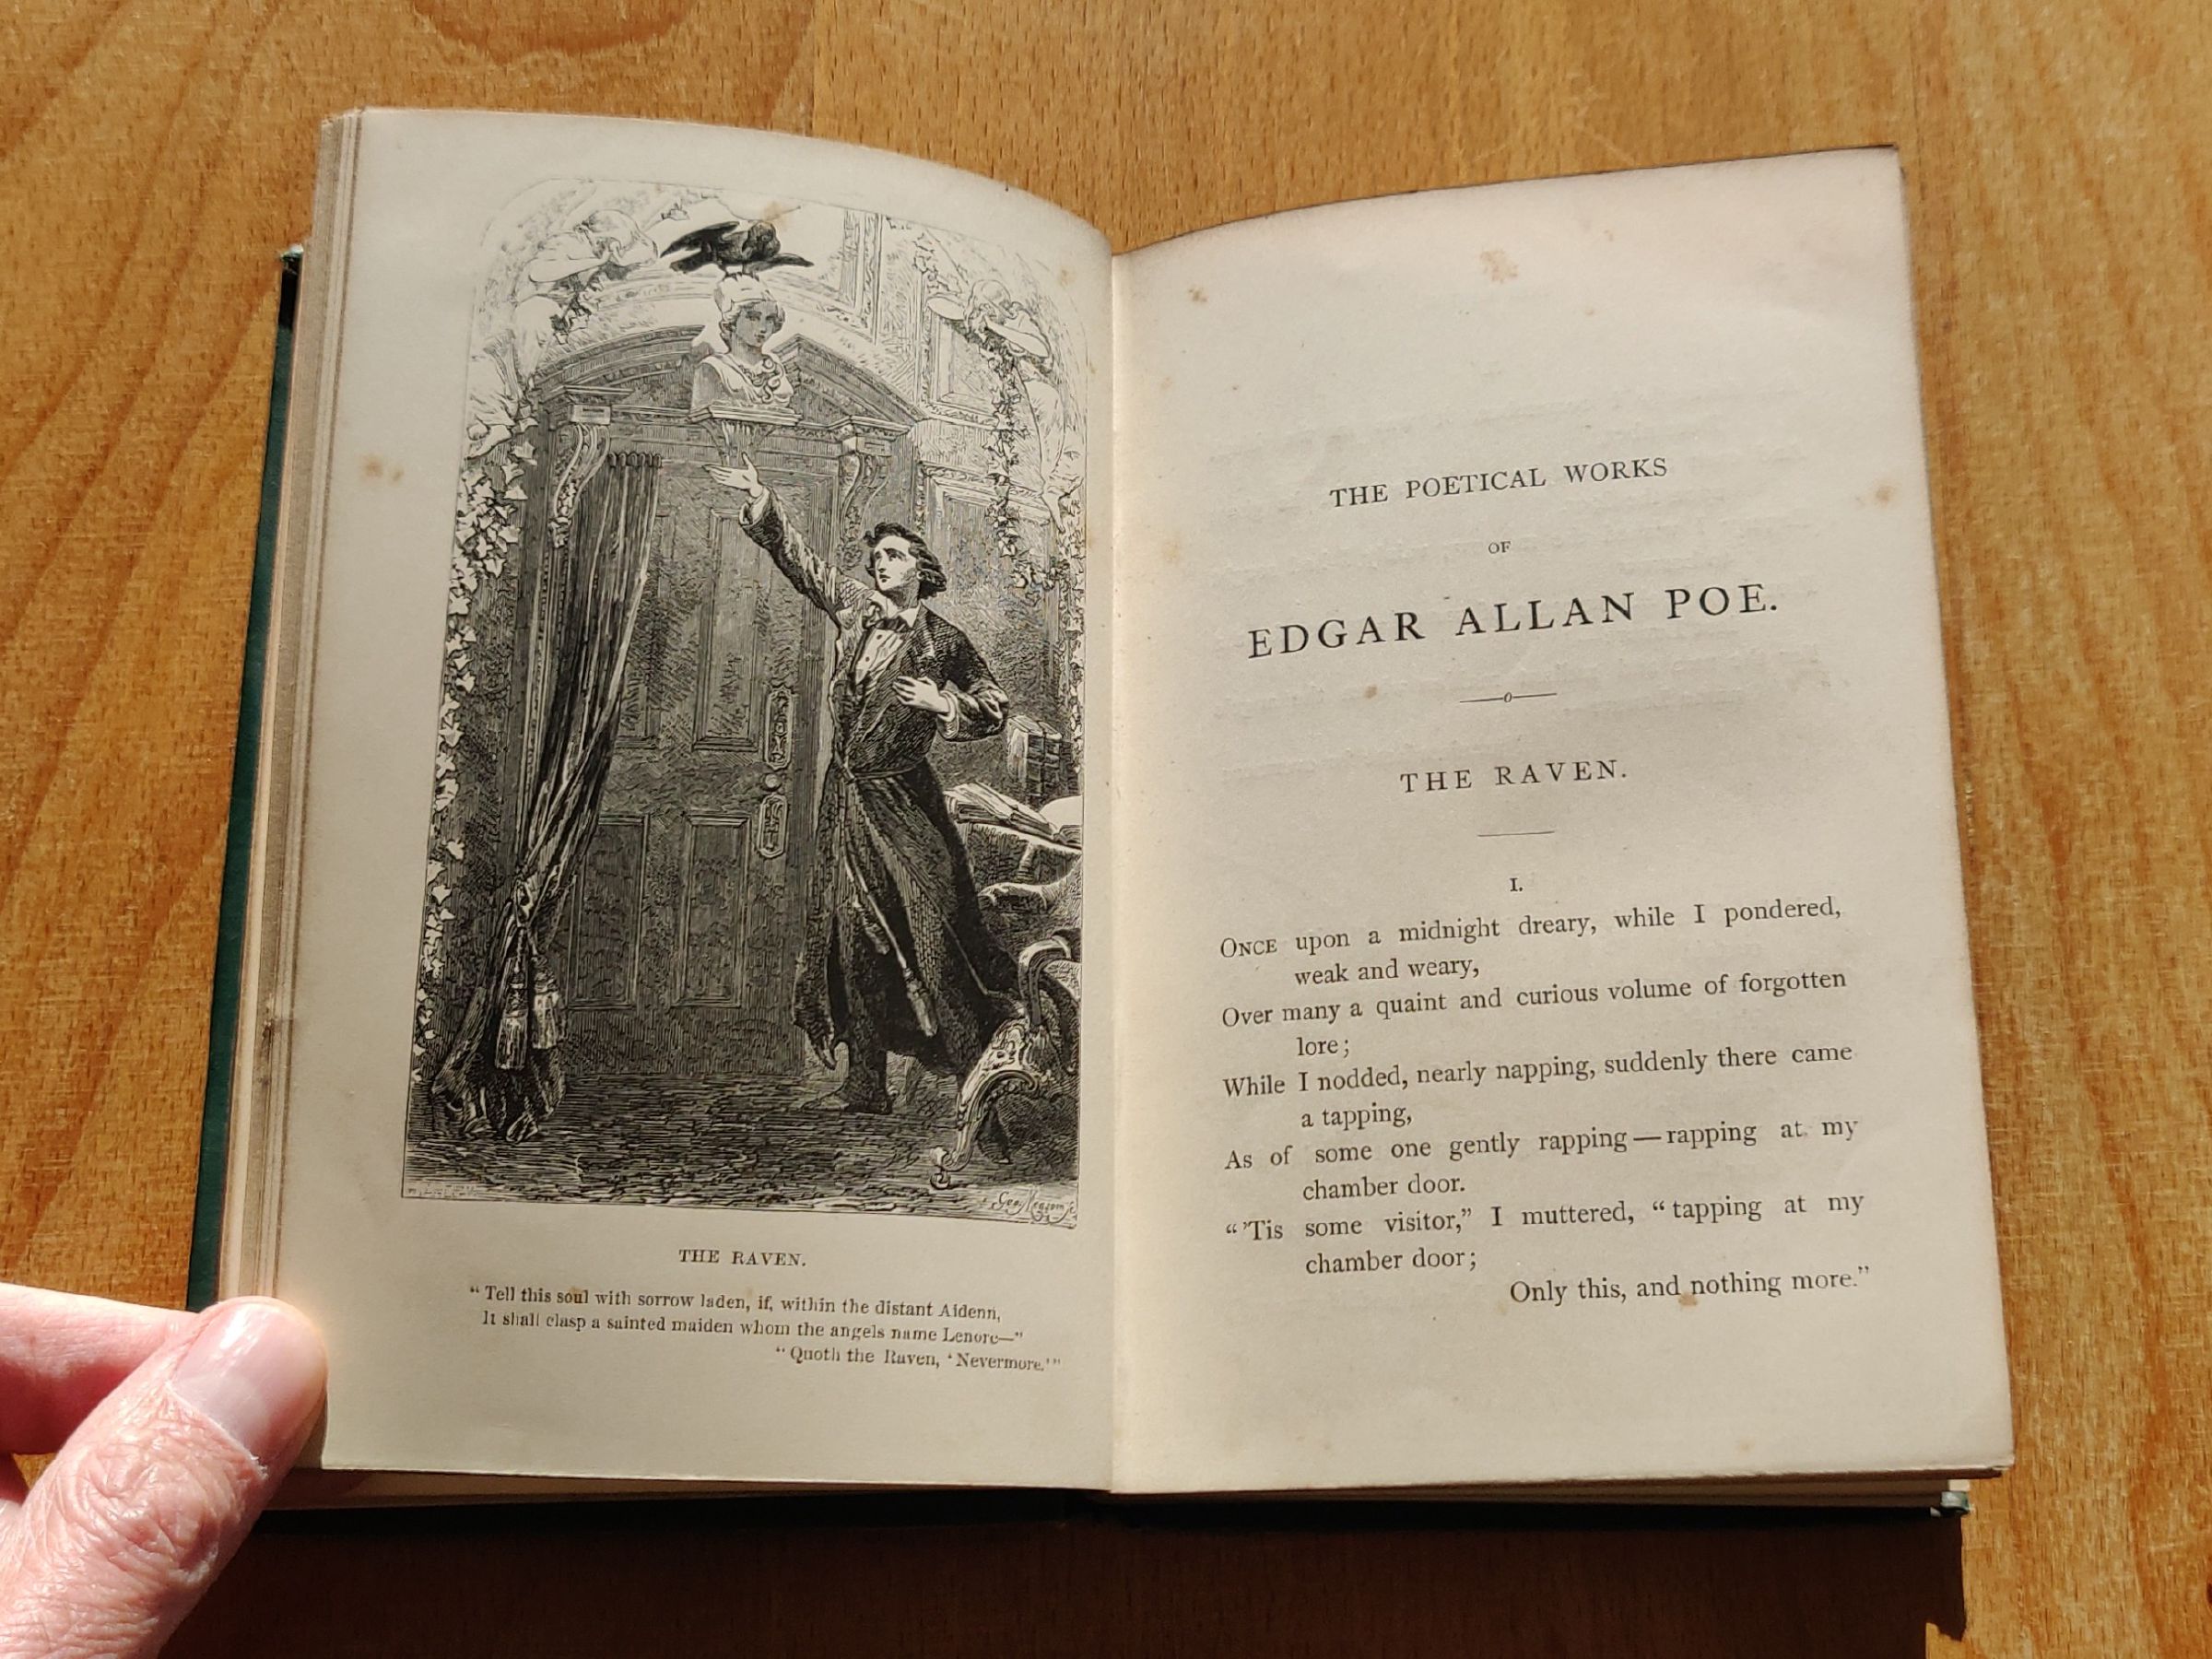 THE RAVEN.
“Tell this soul with sorrow laden, if, within the distant Aidenn,
It shall clasp a sainted maiden whom the angels name Lenore—”
“Quoth the Raven, ‘Nevermore.’”
THE POETICAL WORKS
OF
EDGAR ALLAN POE.
THE RAVEN.
I.
ONCE upon a midnight dreary, while I pondered,
weak and weary,
Over many a quaint and curious volume of forgotten
lore;
While I nodded, nearly napping, suddenly there came
a tapping,
As of some one gently rapping—rapping at my
chamber door.
“’Tis some visitor,” I muttered, “tapping at my
chamber door;
Only this, and nothing more.”